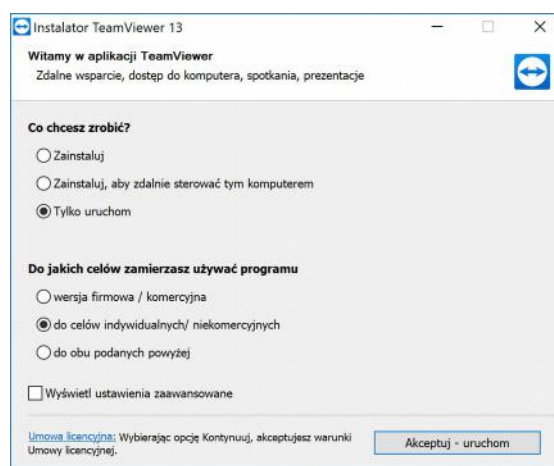 Instalator TeamViewer 13
Witamy w aplikacji TeamViewer
Zdalne wsparcie, dostęp do komputera, spotkania, prezentacje
Co chcesz zrobić?
Zainstaluj
Zainstaluj, aby zdalnie sterować tym komputerem
Tylko uruchom
Do jakich celów zamierzasz używać programu
wersja firmowa / komercyjna
do celów indywidualnych/ niekomercyjnych
do obu podanych powyżej
Wyświetl ustawienia zaawansowane
Umowa licencyjna: Wybierając opcję Kontynuuj, akceptujesz warunki
Umowy licencyjnej.
Akceptuj - uruchom